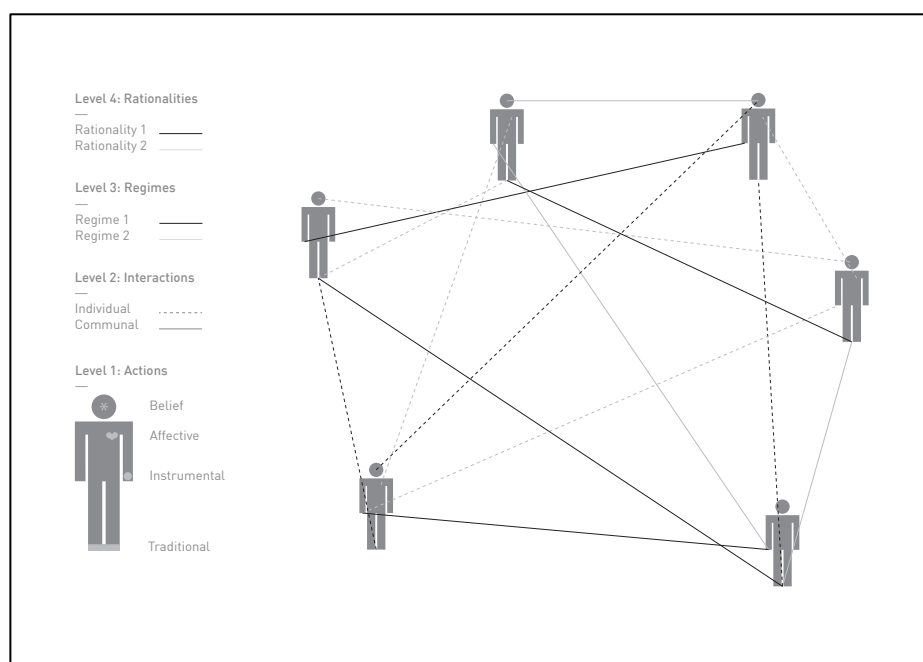 Level 4: Rationalities
Rationality 1
Rationality 2
Level 3: Regimes
Regime 1
Regime 2
Level 2: Interactions
Individual
Communal
Level 1: Actions
Belief
Affective
Instrumental
Traditional